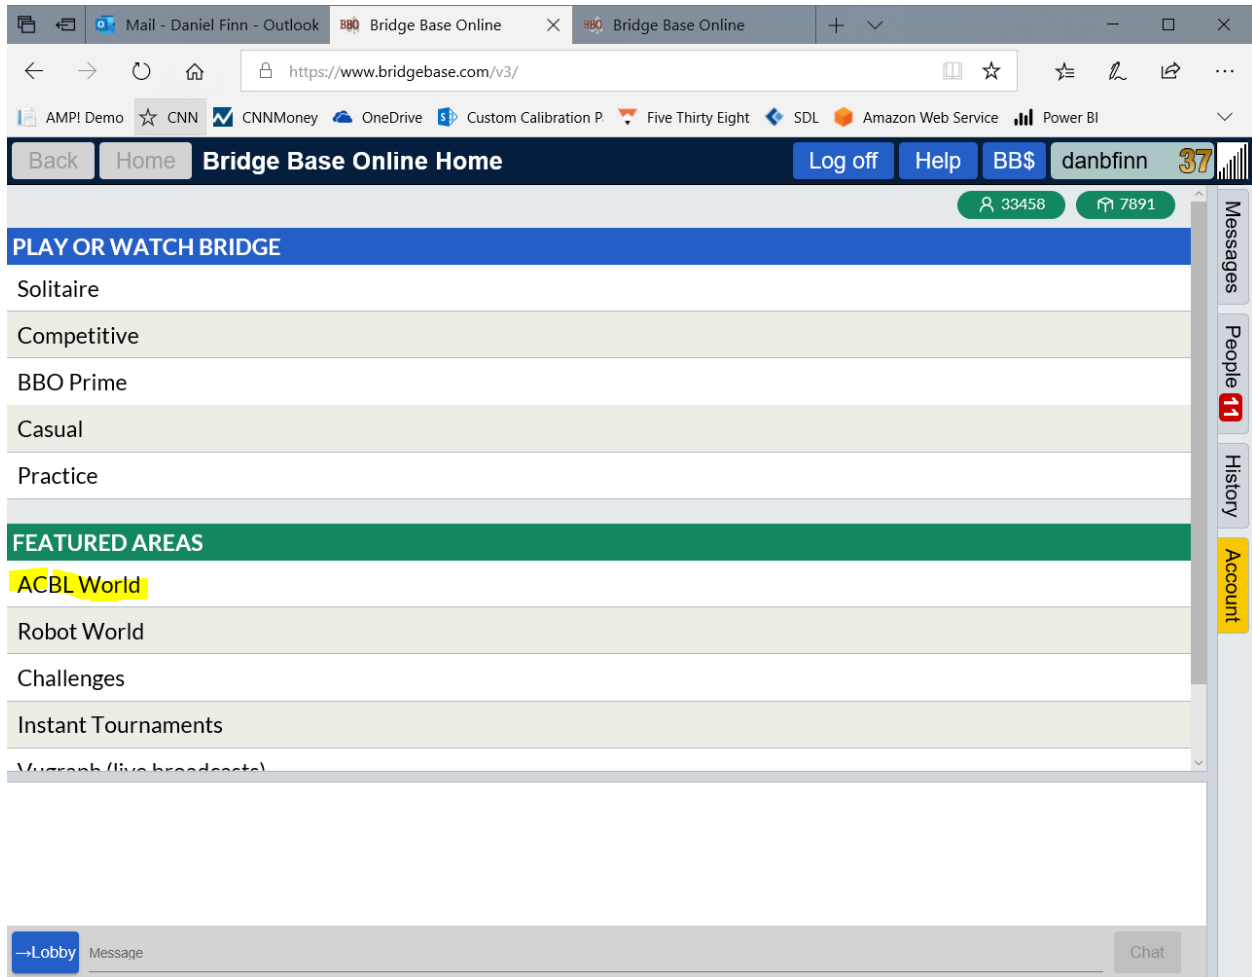 Mail - Daniel Finn - Outlook BBO Bridge Base Online BBO Bridge Base Online
https://www.bridgebase.com/v3/
AMP! Demo CNN CNNMoney OneDrive Custom Calibration P. Five Thirty Eight SDL Amazon Web Service Power BI
Back Home Bridge Base Online Home Log off Help BB$ danbfinn 37
33458 7891
PLAY OR WATCH BRIDGE
Solitaire
Competitive
BBO Prime
Casual
Practice
FEATURED AREAS
ACBL World
Robot World
Challenges
Instant Tournaments
Vugraph (live broadcasts)
Messages
People 11
History
Account
→Lobby Message Chat